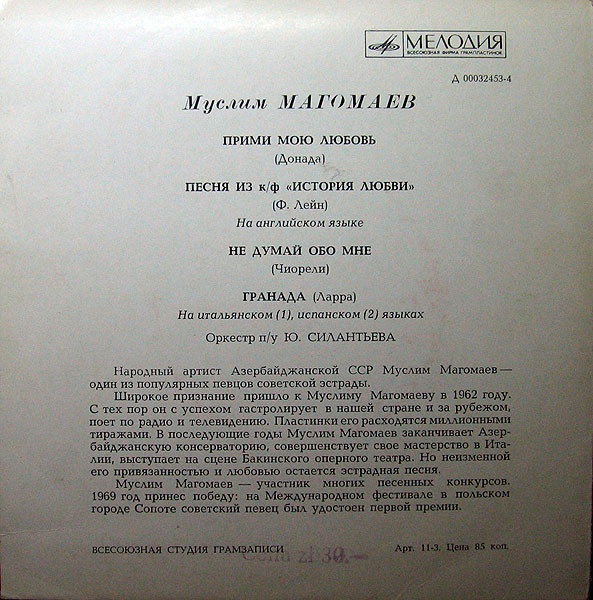 МЕЛОДИЯ
ВСЕСОЮЗНАЯ ФИРМА ГРАМПЛАСТИНОК
Д 00032453-4
Муслим МАГОМАЕВ
ПРИМИ МОЮ ЛЮБОВЬ
(Донада)
ПЕСНЯ ИЗ к/ф «ИСТОРИЯ ЛЮБВИ»
(Ф. Лейн)
На английском языке
НЕ ДУМАЙ ОБО МНЕ
(Чиорели)
ГРАНАДА (Ларра)
На итальянском (1), испанском (2) языках
Оркестр п/у Ю. СИЛАНТЬЕВА
Народный артист Азербайджанской ССР Муслим Магомаев —
один из популярных певцов советской эстрады.
Широкое признание пришло к Муслиму Магомаеву в 1962 году.
С тех пор он с успехом гастролирует в нашей стране и за рубежом,
поет по радио и телевидению. Пластинки его расходятся миллионными
тиражами. В последующие годы Муслим Магомаев заканчивает Азер-
байджанскую консерваторию, совершенствует свое мастерство в Ита-
лии, выступает на сцене Бакинского оперного театра. Но неизменной
его привязанностью и любовью остается эстрадная песня.
Муслим Магомаев — участник многих песенных конкурсов.
1969 год принес победу: на Международном фестивале в польском
городе Сопоте советский певец был удостоен первой премии.
ВСЕСОЮЗНАЯ СТУДИЯ ГРАМЗАПИСИ
Арт. 11-3. Цена 85 коп.
Cena zł 30.—